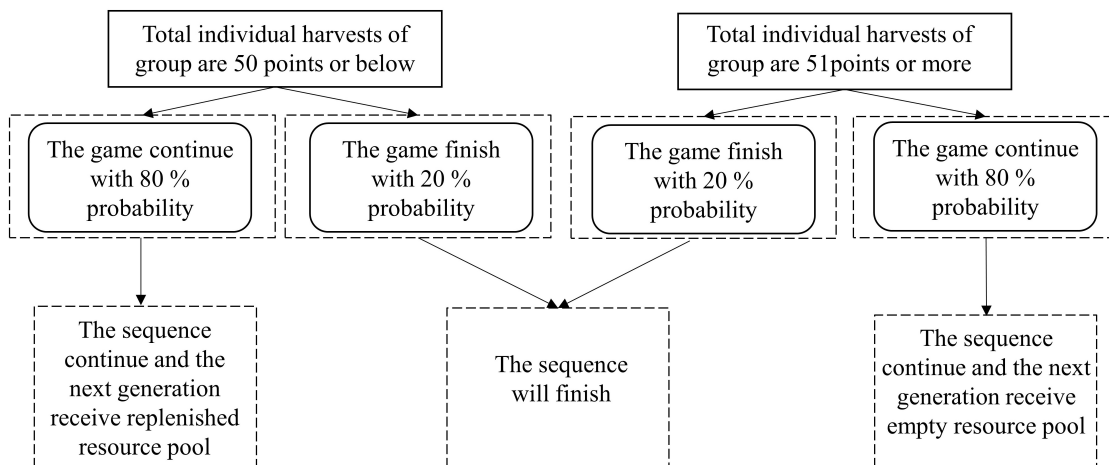 Total individual harvests of
group are 50 points or below
Total individual harvests of
group are 51points or more
The game continue
with 80 %
probability
The game finish
with 20 %
probability
The game finish
with 20 %
probability
The game continue
with 80 %
probability
The sequence
continue and the
next generation
receive replenished
resource pool
The sequence
will finish
The sequence
continue and the next
generation receive
empty resource pool